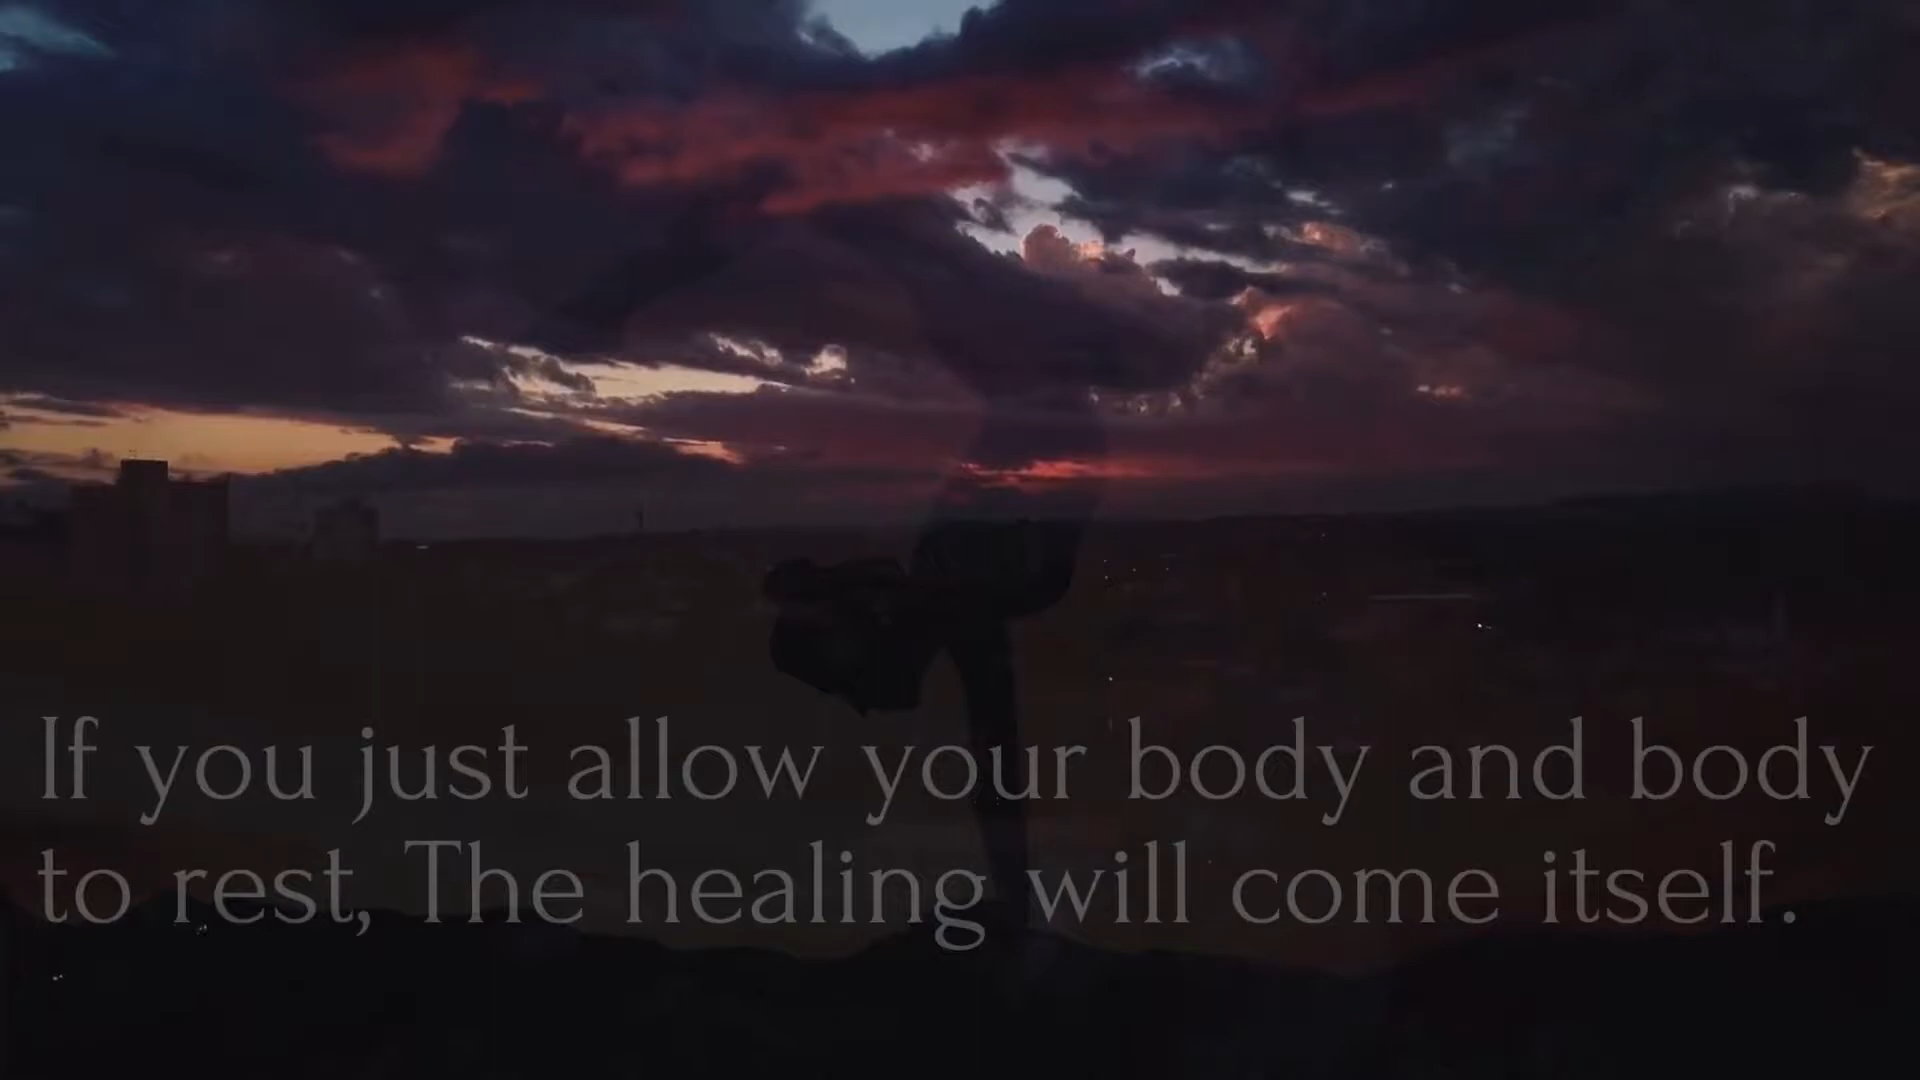 If you just allow your body and body
to rest, The healing will come itself.